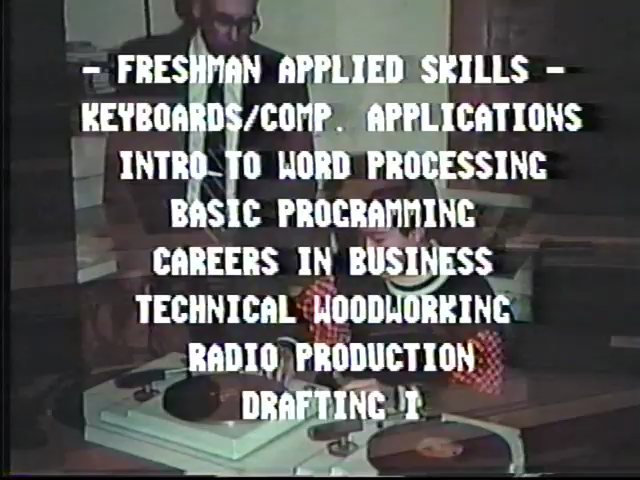 - FRESHMAN APPLIED SKILLS -
KEYBOARDS/COMP. APPLICATIONS
INTRO TO WORD PROCESSING
BASIC PROGRAMMING
CAREERS IN BUSINESS
TECHNICAL WOODWORKING
RADIO PRODUCTION
DRAFTING I